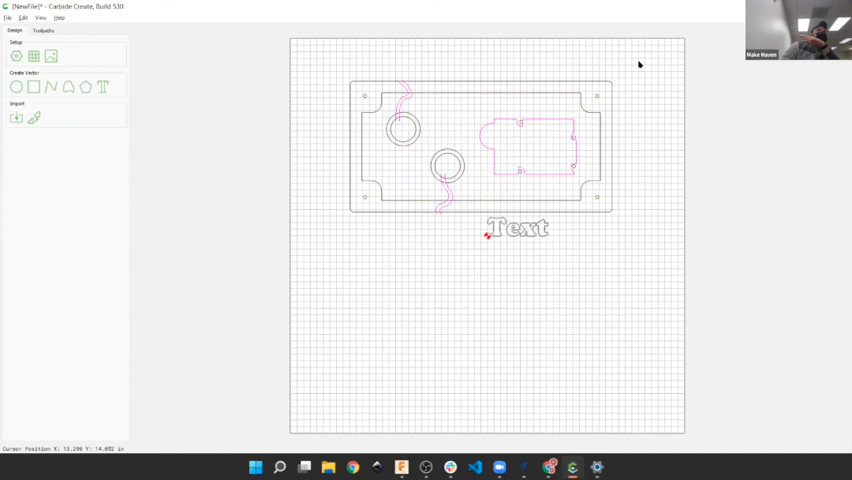 [NewFile]* - Carbide Create, Build 530
File Edit View Help
Design Toolpaths
Setup
Create Vector
Import
Text
Make Haven
Cursor Position X: 13.290 Y: 14.092 in